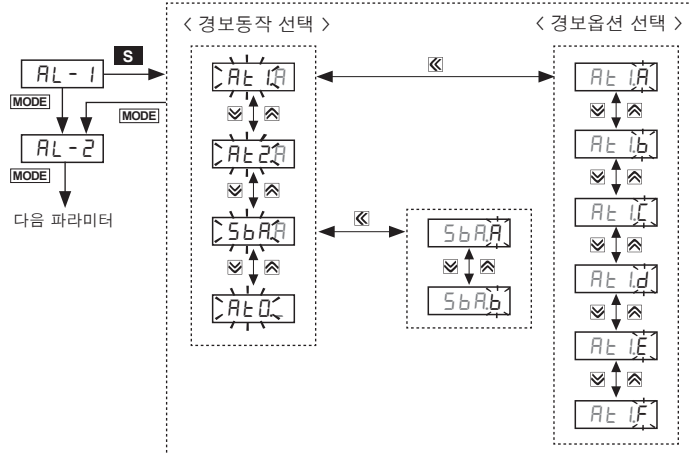 < 경보동작 선택 >
< 경보옵션 선택 >
AL-1
S
At1.A
At1.A
MODE
MODE
AL-2
At2.A
At1.b
MODE
다음 파라미터
At1.C
SbA.A
SbA.A
At1.d
At0._
SbA.b
At1.E
At1.F